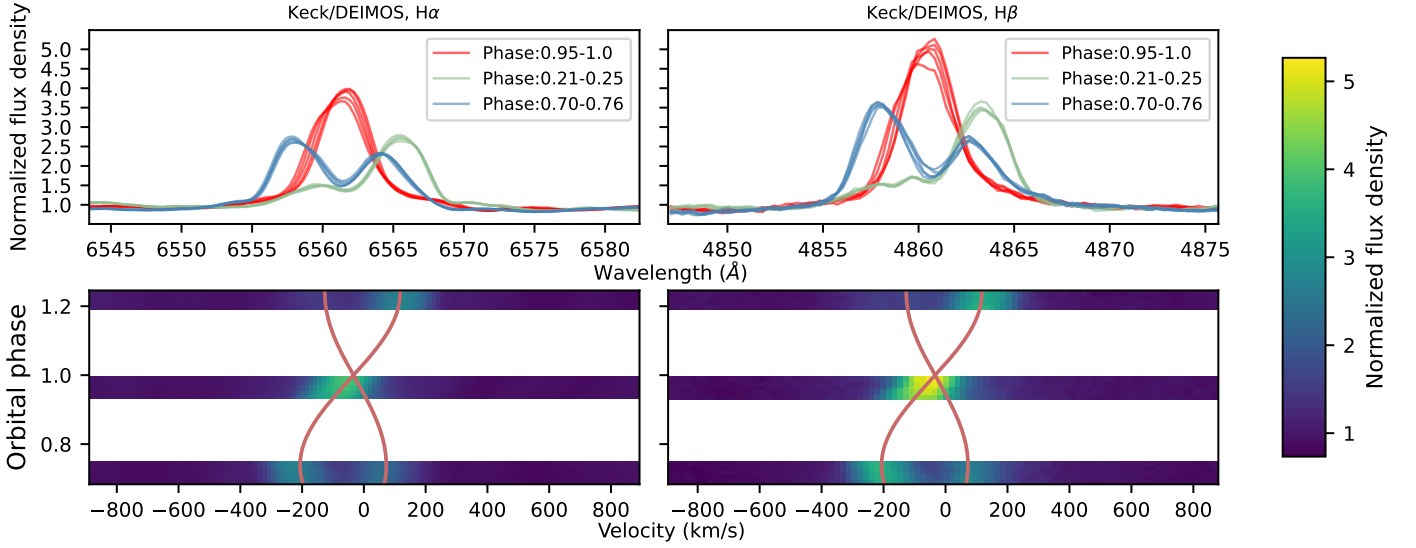 Keck/DEIMOS, Hα
Keck/DEIMOS, Hβ
Normalized flux density
5.0
4.5
4.0
3.5
3.0
2.5
2.0
1.5
1.0
Phase:0.95-1.0
Phase:0.21-0.25
Phase:0.70-0.76
Phase:0.95-1.0
Phase:0.21-0.25
Phase:0.70-0.76
6545 6550 6555 6560 6565 6570 6575 6580
4850 4855 4860 4865 4870 4875
Wavelength (Å)
Orbital phase
1.2
1.0
0.8
−800 −600 −400 −200 0 200 400 600 800
−800 −600 −400 −200 0 200 400 600 800
Velocity (km/s)
5
4
3
2
1
Normalized flux density